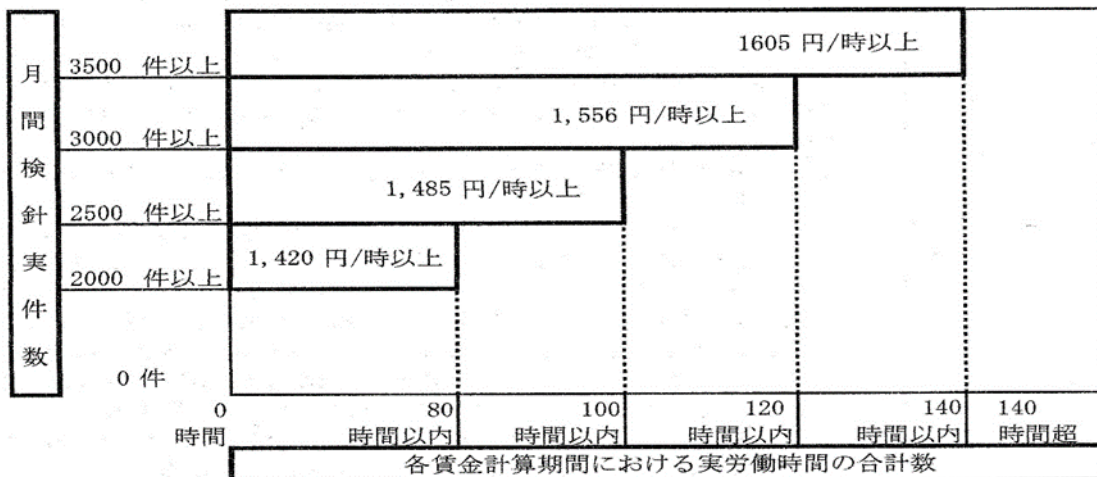 月間検針実件数
1605 円/時以上
3500 件以上
1,556 円/時以上
3000 件以上
1,485 円/時以上
2500 件以上
1,420 円/時以上
2000 件以上
0 件
0 80 100 120 140 140
時間 時間以内 時間以内 時間以内 時間以内 時間超
各賃金計算期間における実労働時間の合計数